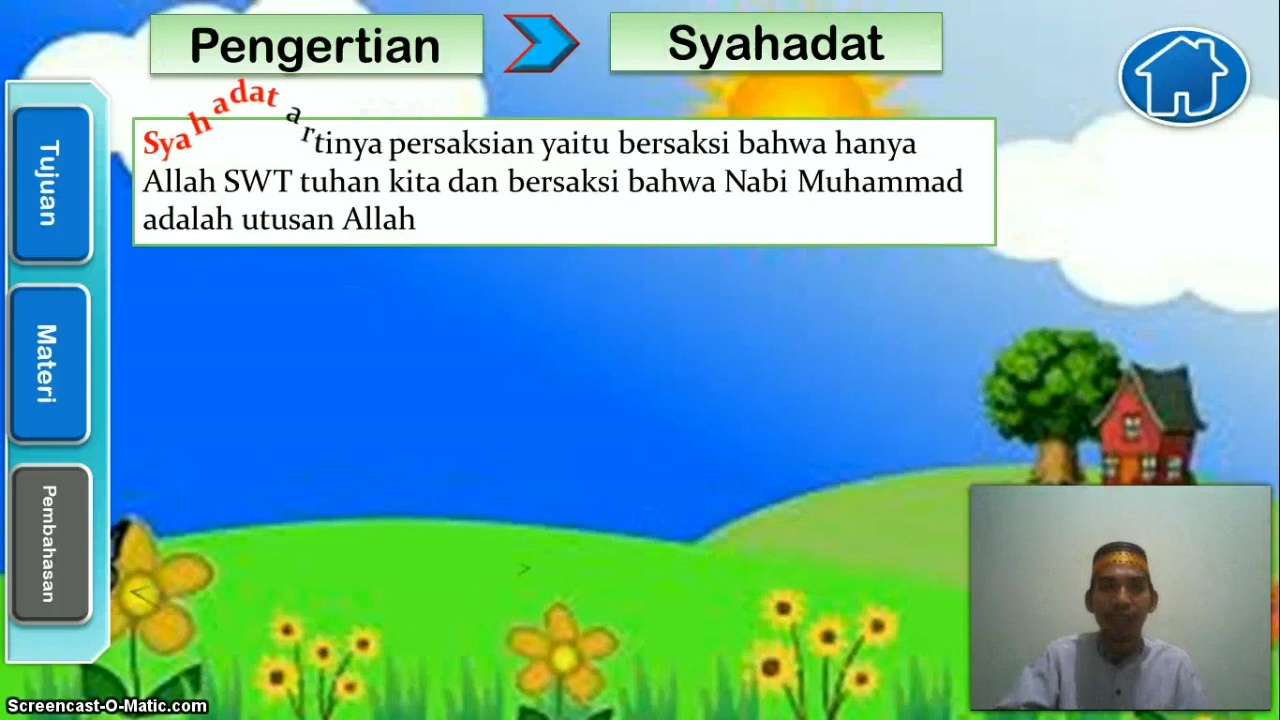 Pengertian
Syahadat
Syahadat artinya persaksian yaitu bersaksi bahwa hanya
Allah SWT tuhan kita dan bersaksi bahwa Nabi Muhammad
adalah utusan Allah
Tujuan
Materi
Pembahasan
<
>
Screencast-O-Matic.com